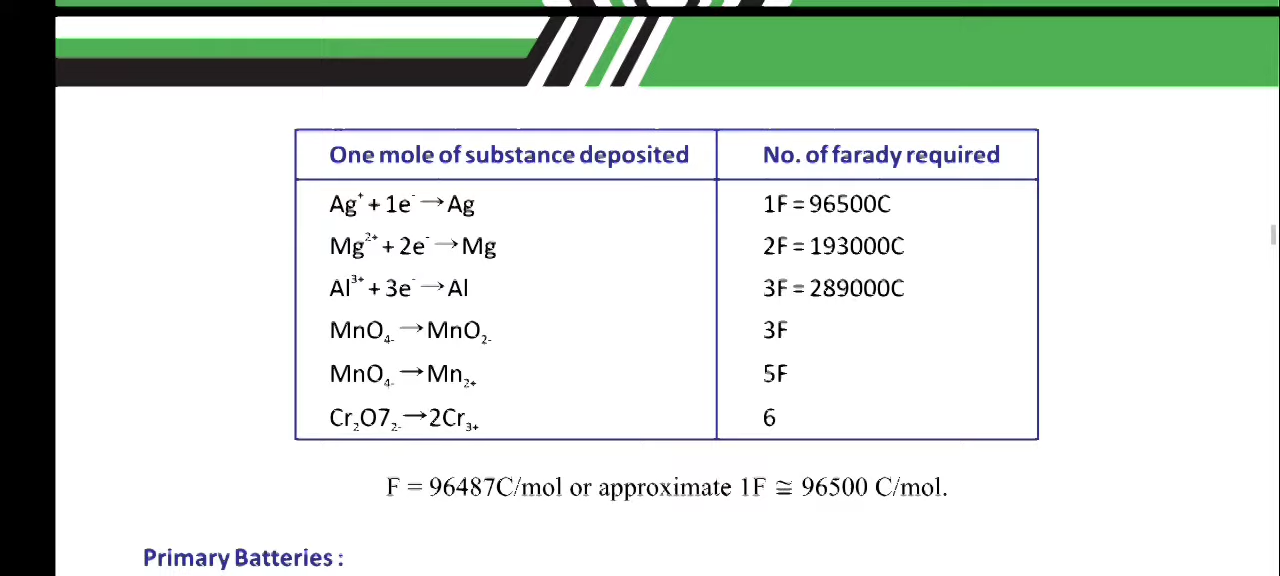 One mole of substance deposited No. of farady required
Ag⁺ + 1e⁻ → Ag 1F = 96500C
Mg²⁺ + 2e⁻ → Mg 2F = 193000C
Al³⁺ + 3e⁻ → Al 3F = 289000C
MnO₄₋ → MnO₂₋ 3F
MnO₄₋ → Mn₂₊ 5F
Cr₂O7₂₋ → 2Cr₃₊ 6
F = 96487C/mol or approximate 1F ≅ 96500 C/mol.
Primary Batteries :